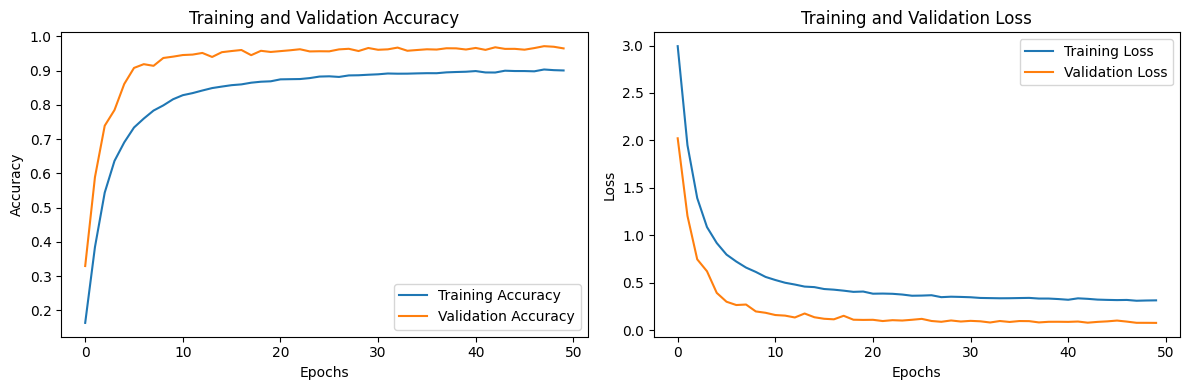 Training and Validation Accuracy
1.0
0.9
0.8
0.7
0.6
0.5
0.4
0.3
0.2
Accuracy
Training Accuracy
Validation Accuracy
0 10 20 30 40 50
Epochs
Training and Validation Loss
3.0
2.5
2.0
1.5
1.0
0.5
0.0
Loss
Training Loss
Validation Loss
0 10 20 30 40 50
Epochs